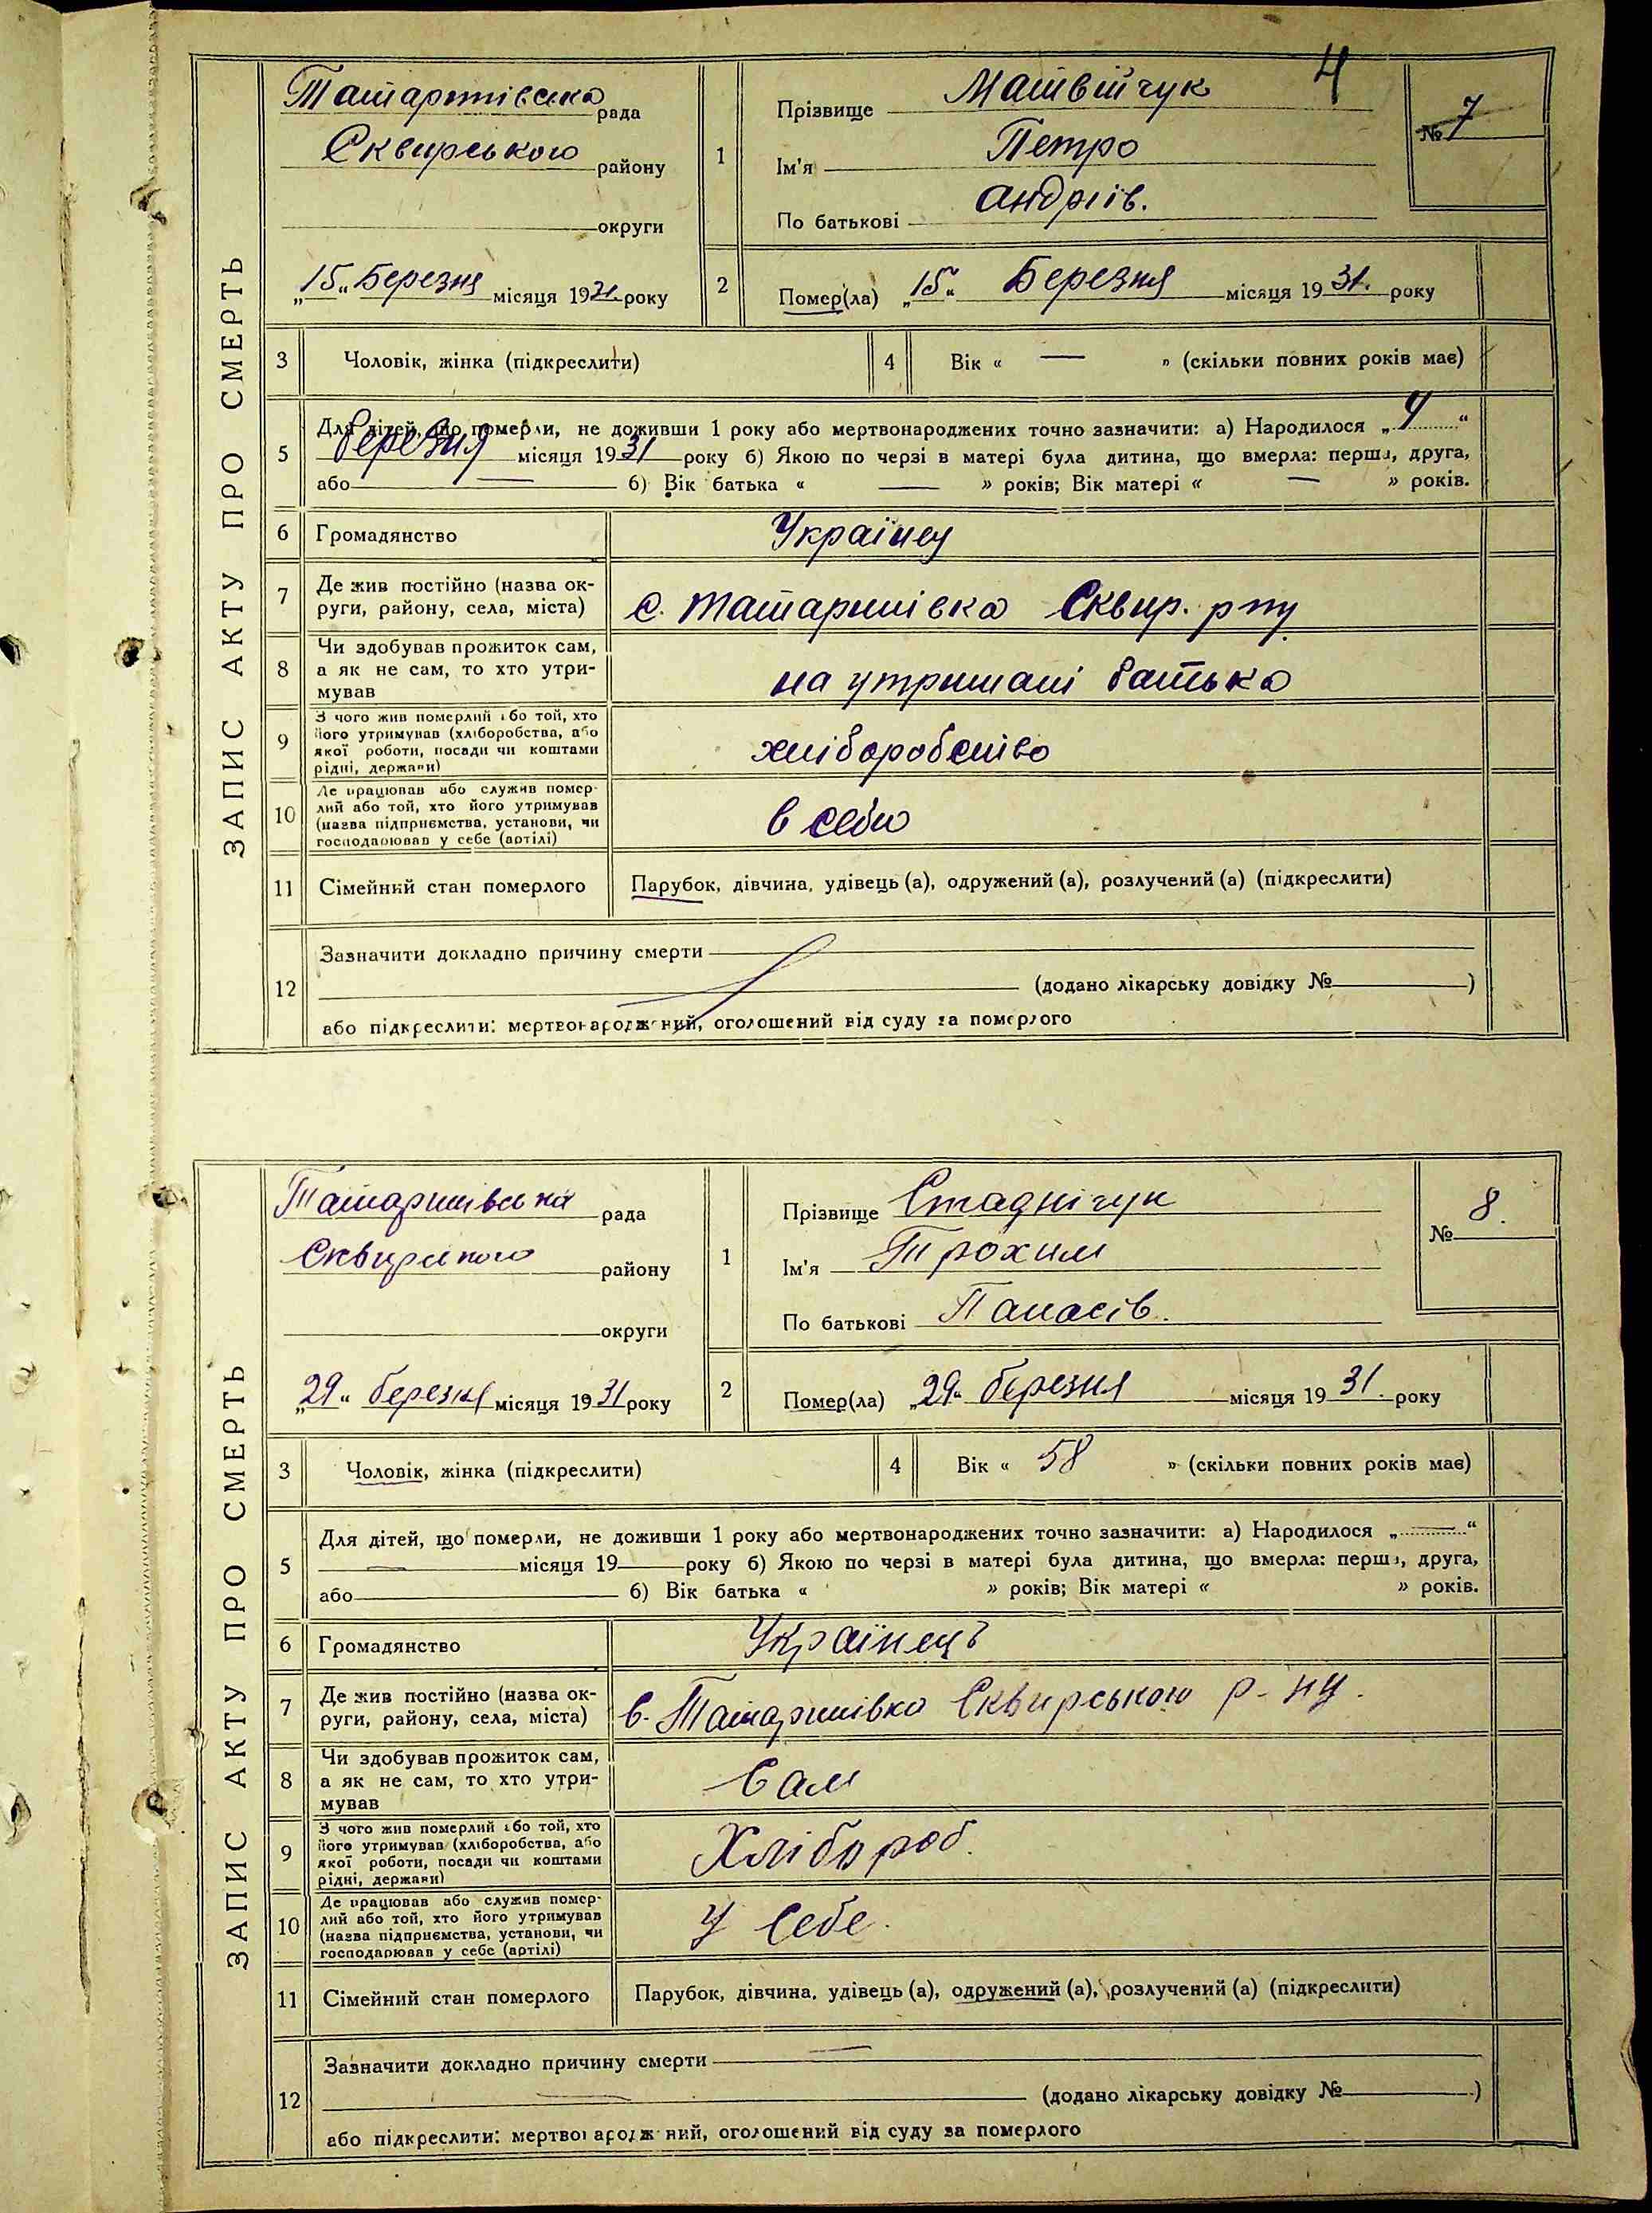 4
ЗАПИС АКТУ ПРО СМЕРТЬ
Татаринівська рада
Сквирського району
округи
„15“ Березня місяця 1931 року
1
Прізвище Матвійчук
Ім'я Петро
По батькові Андріїв.
№ 7
2
Помер(ла) „15“ Березня місяця 1931. року
3 Чоловік, жінка (підкреслити)
4 Вік « — » (скільки повних років має)
5 Для дітей, що померли, не доживши 1 року або мертвонароджених точно зазначити: а) Народилося „4“
березня місяця 1931 року б) Якою по черзі в матері була дитина, що вмерла: перша, друга,
або — б) Вік батька « — » років; Вік матері « — » років.
6 Громадянство Українец
7 Де жив постійно (назва ок-
руги, району, села, міста) с. Татаринівка Сквир. рну
8 Чи здобував прожиток сам,
а як не сам, то хто утри-
мував на утримані батька
9 З чого жив померлий або той, хто
його утримував (хліборобства, або
якої роботи, посади чи коштами
рідні, держави) хліборобство
10 Де працював або служив помер-
лий або той, хто його утримував
(назва підприємства, установи, чи
господарював у себе (артілі) в себе
11 Сімейний стан померлого Парубок, дівчина, удівець (а), одружений (а), розлучений (а) (підкреслити)
12 Зазначити докладно причину смерти
(додано лікарську довідку № )
або підкреслити: мертвонароджений, оголошений від суду за померлого
ЗАПИС АКТУ ПРО СМЕРТЬ
Татаринівська рада
Сквирського району
округи
„29“ березня місяця 1931 року
1
Прізвище Стаднічук
Ім'я Трохим
По батькові Панасів.
№ 8.
2
Помер(ла) „29“ березня місяця 1931. року
3 Чоловік, жінка (підкреслити)
4 Вік « 58 » (скільки повних років має)
5 Для дітей, що померли, не доживши 1 року або мертвонароджених точно зазначити: а) Народилося „—“
— місяця 19 року б) Якою по черзі в матері була дитина, що вмерла: перша, друга,
або б) Вік батька « » років; Вік матері « » років.
6 Громадянство Українець
7 Де жив постійно (назва ок-
руги, району, села, міста) с. Татаринівка Сквирського р-ну.
8 Чи здобував прожиток сам,
а як не сам, то хто утри-
мував Сам
9 З чого жив померлий або той, хто
його утримував (хліборобства, або
якої роботи, посади чи коштами
рідні, держави) Хлібороб.
10 Де працював або служив помер-
лий або той, хто його утримував
(назва підприємства, установи, чи
господарював у себе (артілі) У себе.
11 Сімейний стан померлого Парубок, дівчина, удівець (а), одружений (а), розлучений (а) (підкреслити)
12 Зазначити докладно причину смерти —
— (додано лікарську довідку № )
або підкреслити: мертвонароджений, оголошений від суду за померлого